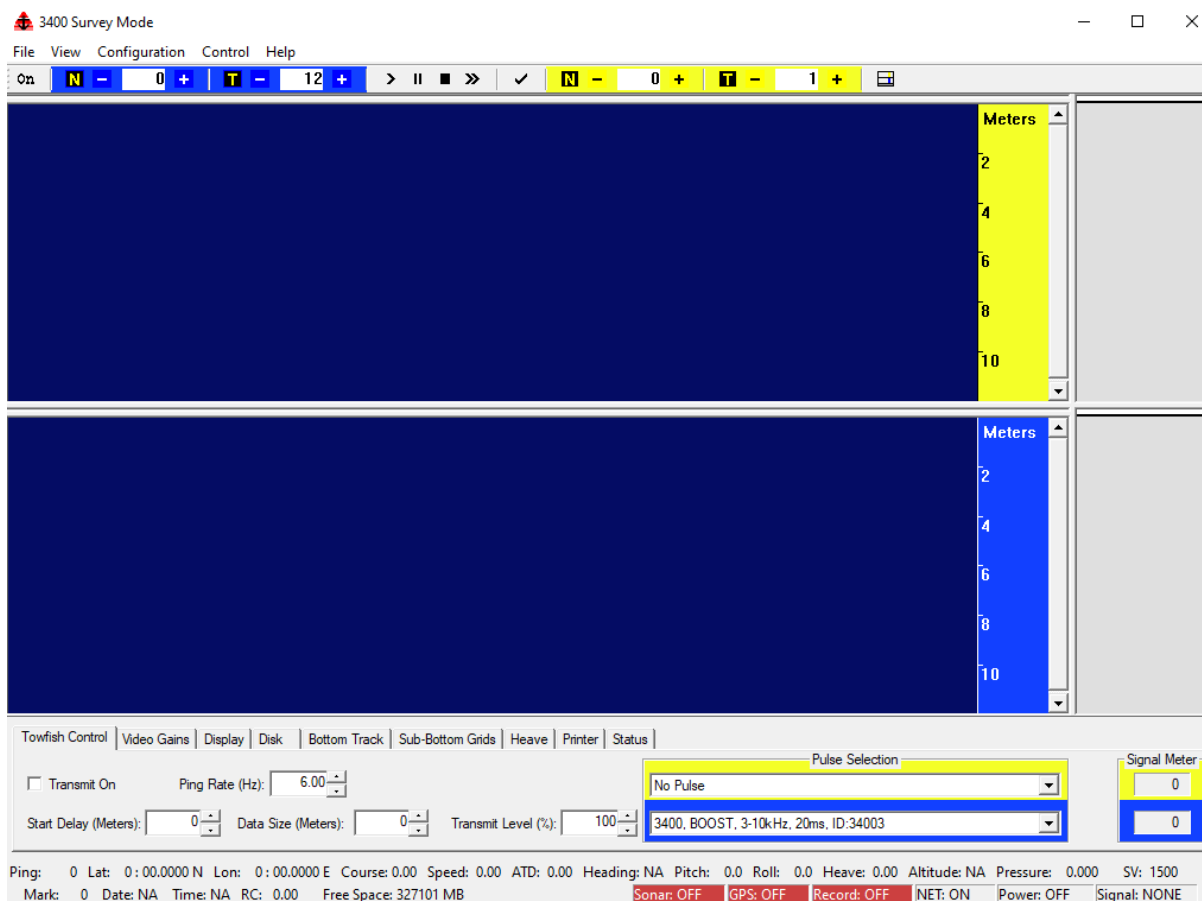 3400 Survey Mode
File View Configuration Control Help
On N - 0 + T - 12 + N - 0 + T - 1 +
Meters
2
4
6
8
10
Meters
2
4
6
8
10
Towfish Control Video Gains Display Disk Bottom Track Sub-Bottom Grids Heave Printer Status
Pulse Selection Signal Meter
Transmit On Ping Rate (Hz): 6.00 No Pulse 0
Start Delay (Meters): 0 Data Size (Meters): 0 Transmit Level (%): 100 3400, BOOST, 3-10kHz, 20ms, ID:34003 0
Ping: 0 Lat: 0 : 00.0000 N Lon: 0 : 00.0000 E Course: 0.00 Speed: 0.00 ATD: 0.00 Heading: NA Pitch: 0.0 Roll: 0.0 Heave: 0.00 Altitude: NA Pressure: 0.000 SV: 1500
Mark: 0 Date: NA Time: NA RC: 0.00 Free Space: 327101 MB Sonar: OFF GPS: OFF Record: OFF NET: ON Power: OFF Signal: NONE